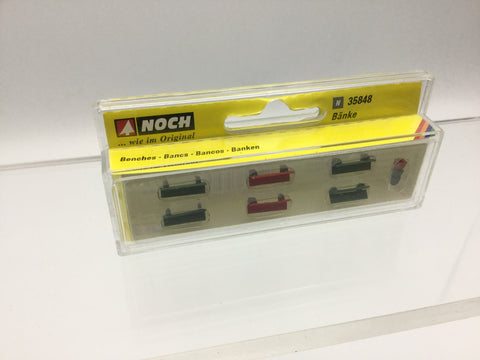 NOCH
... wie im Original
N 35848
Bänke
Benches - Bancs - Bancos - Banken